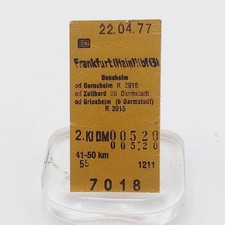 22.04.77
DB
Frankfurt(Main)Hbf(S)
Bensheim
od Gernsheim R 2915
od Zellhard üb Darmstadt
od Griesheim (b Darmstadt)
R 2915
2.Kl DM 00520
00520
41-50 km
55 1211
7018